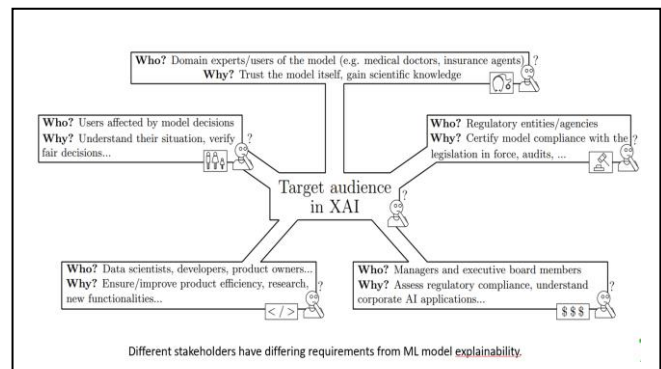 Who? Domain experts/users of the model (e.g. medical doctors, insurance agents)
Why? Trust the model itself, gain scientific knowledge
?
Who? Users affected by model decisions
Why? Understand their situation, verify
fair decisions...
?
Who? Regulatory entities/agencies
Why? Certify model compliance with the
legislation in force, audits, ...
?
Target audience
in XAI
?
Who? Data scientists, developers, product owners...
Why? Ensure/improve product efficiency, research,
new functionalities...
</>
?
Who? Managers and executive board members
Why? Assess regulatory compliance, understand
corporate AI applications...
$$$
?
Different stakeholders have differing requirements from ML model explainability.